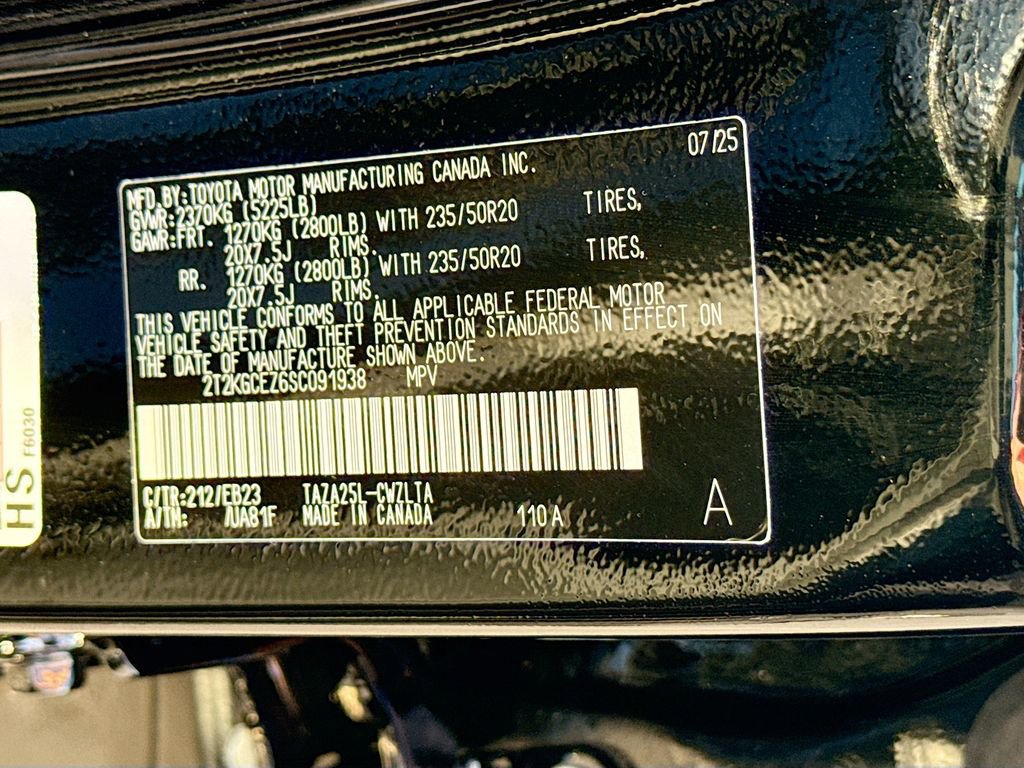 07/25
MFD.BY:TOYOTA MOTOR MANUFACTURING CANADA INC.
GVWR:2370KG (5225LB)
GAWR:FRT. 1270KG (2800LB) WITH 235/50R20 TIRES,
20X7.5J RIMS.
RR. 1270KG (2800LB) WITH 235/50R20 TIRES,
20X7.5J RIMS.
THIS VEHICLE CONFORMS TO ALL APPLICABLE FEDERAL MOTOR
VEHICLE SAFETY AND THEFT PREVENTION STANDARDS IN EFFECT ON
THE DATE OF MANUFACTURE SHOWN ABOVE.
2T2KGCEZ6SC091938 MPV
C/TR:212/EB23 TAZA25L-CWZLTA
A/TM: /UA81F MADE IN CANADA 110A A
HS F6030